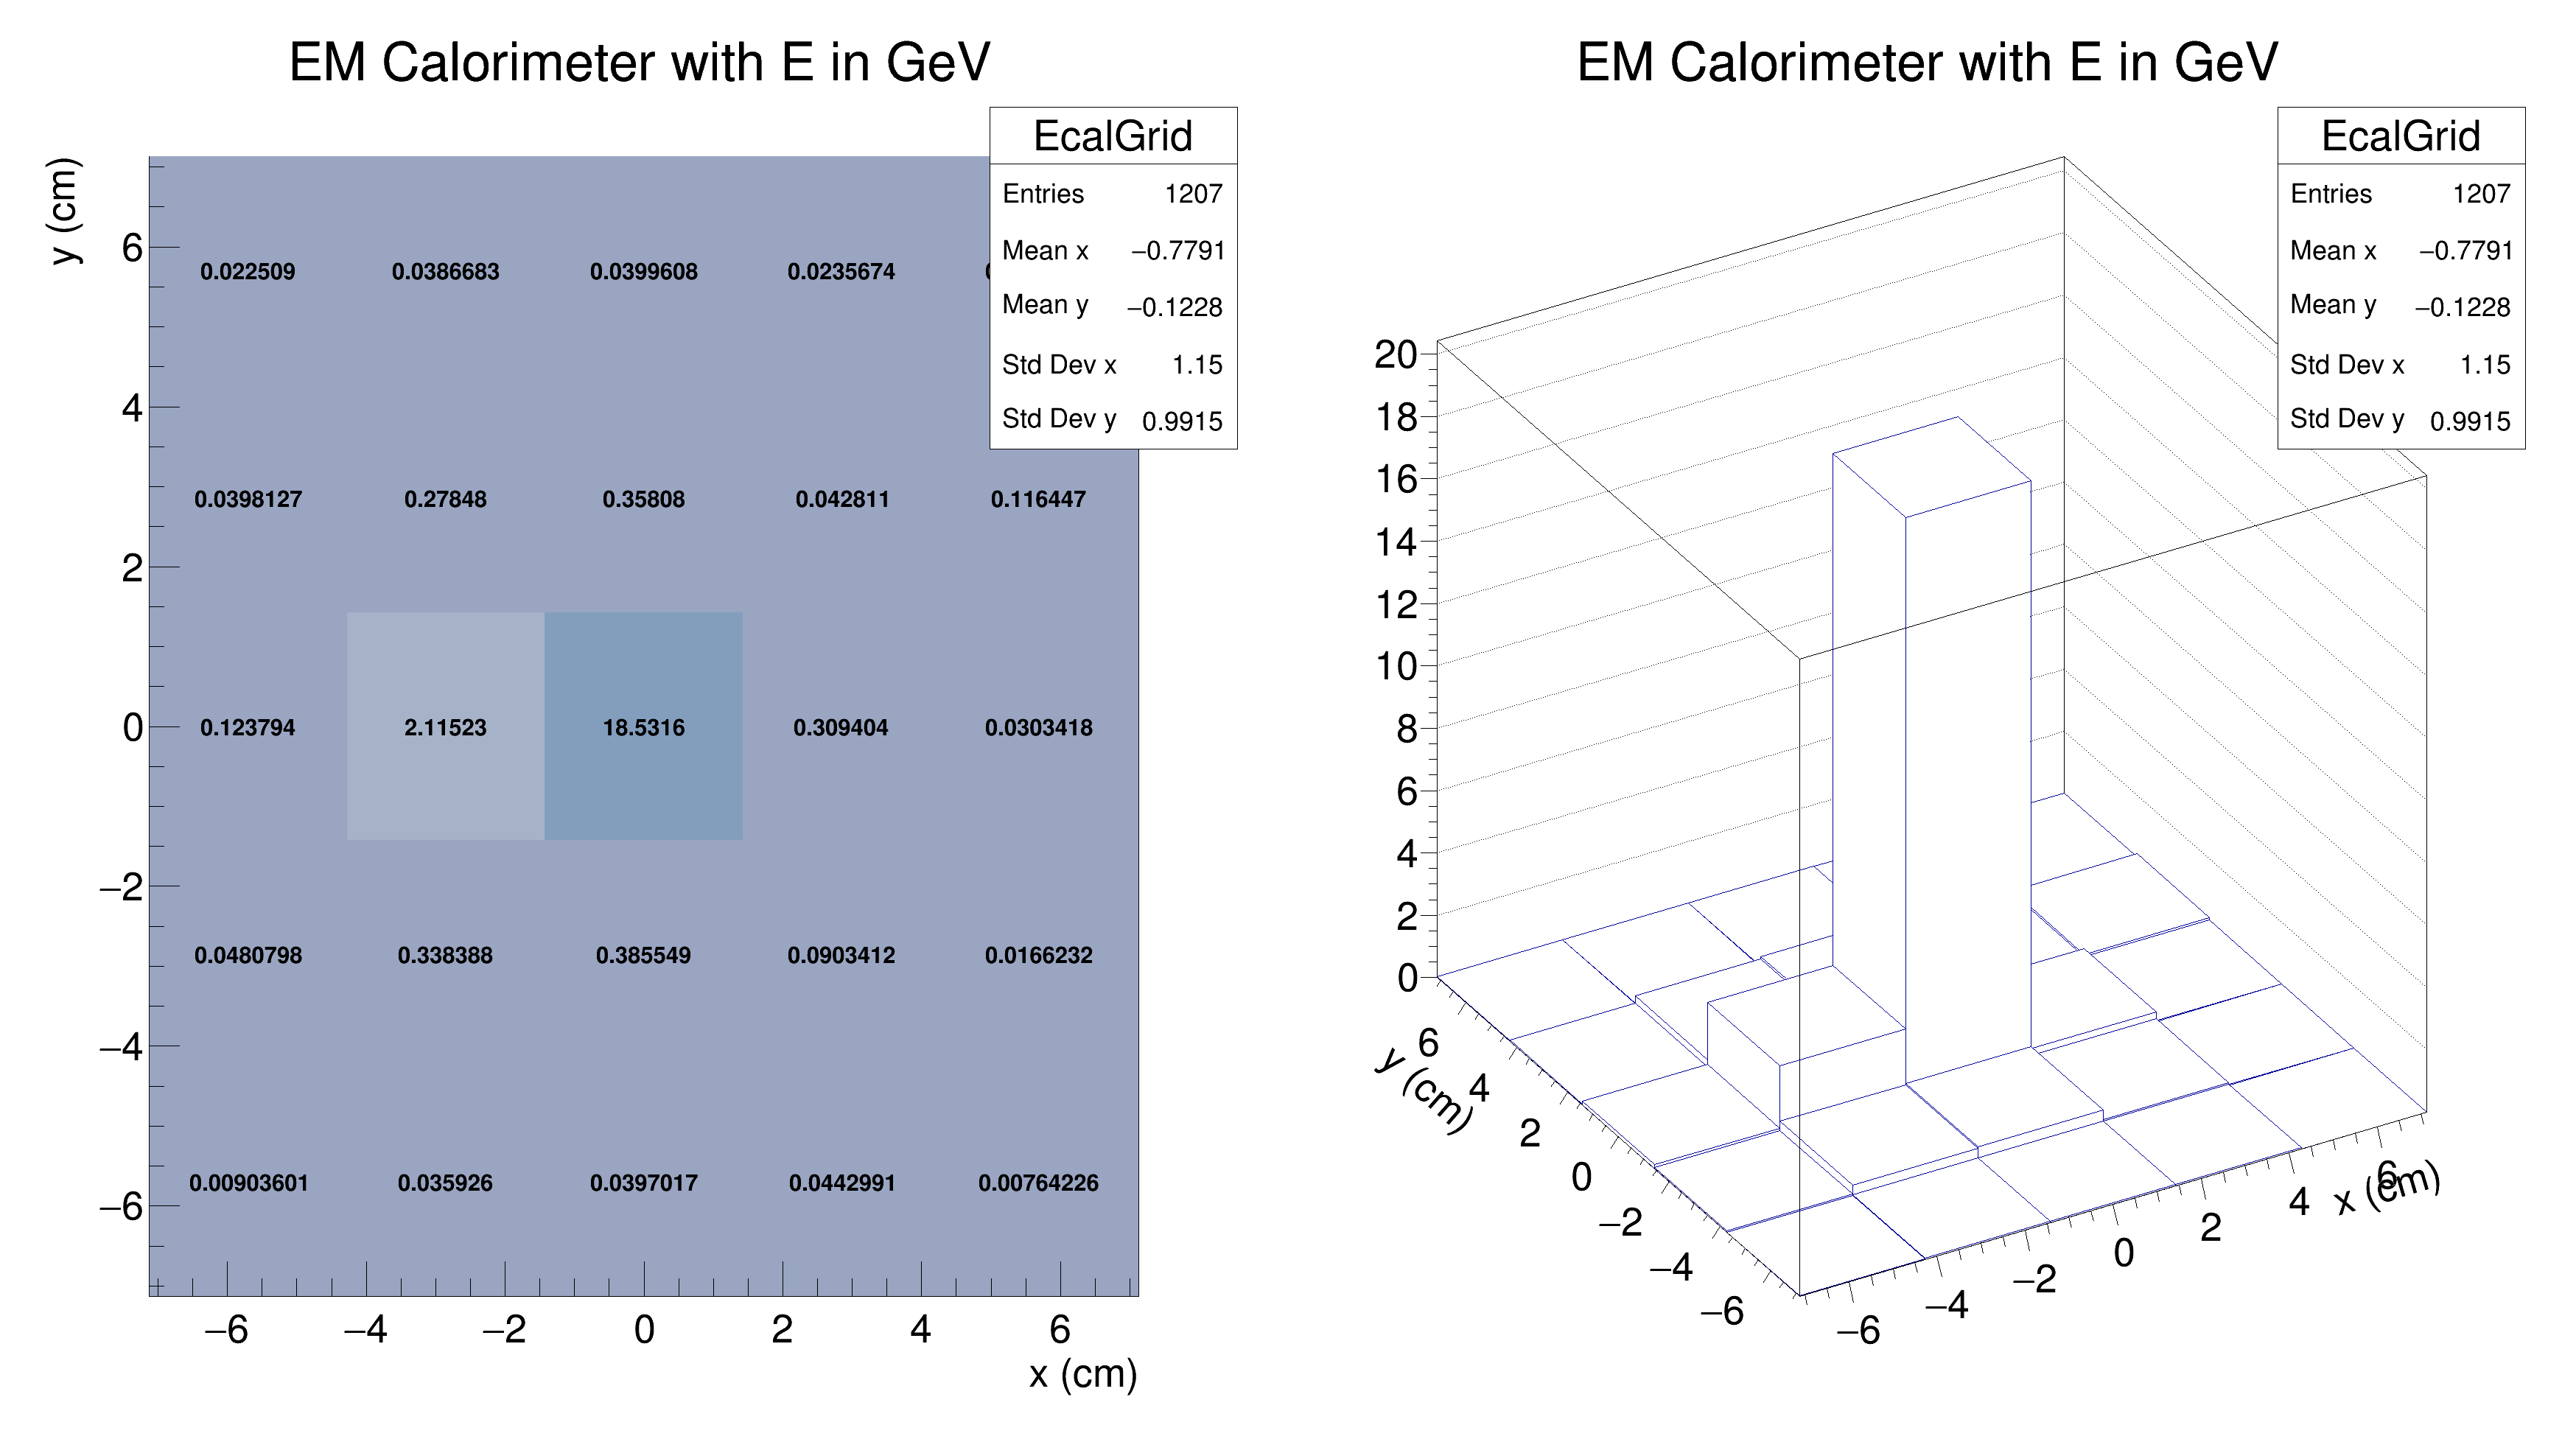 EM Calorimeter with E in GeV
EcalGrid
Entries 1207
Mean x −0.7791
Mean y −0.1228
Std Dev x 1.15
Std Dev y 0.9915
y (cm)
6
4
2
0
−2
−4
−6
0.022509 0.0386683 0.0399608 0.0235674
0.0398127 0.27848 0.35808 0.042811 0.116447
0.123794 2.11523 18.5316 0.309404 0.0303418
0.0480798 0.338388 0.385549 0.0903412 0.0166232
0.00903601 0.035926 0.0397017 0.0442991 0.00764226
−6 −4 −2 0 2 4 6
x (cm)
EM Calorimeter with E in GeV
EcalGrid
Entries 1207
Mean x −0.7791
Mean y −0.1228
Std Dev x 1.15
Std Dev y 0.9915
20
18
16
14
12
10
8
6
4
2
0
y (cm)
6
4
2
0
−2
−4
−6
−6 −4 −2 0 2 4 6
x (cm)